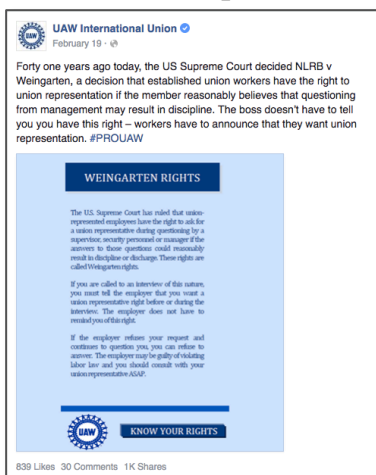 UAW International Union
February 19 ·
Forty one years ago today, the US Supreme Court decided NLRB v
Weingarten, a decision that established union workers have the right to
union representation if the member reasonably believes that questioning
from management may result in discipline. The boss doesn't have to tell
you you have this right – workers have to announce that they want union
representation. #PROUAW
WEINGARTEN RIGHTS
The U.S. Supreme Court has ruled that union-
represented employees have the right to ask for
a union representative during questioning by a
supervisor, security personnel or manager if the
answers to those questions could reasonably
result in discipline or discharge. These rights are
called Weingarten rights.
If you are called to an interview of this nature,
you must tell the employer that you want a
union representative right before or during the
interview. The employer does not have to
remind you of this right.
If the employer refuses your request and
continues to question you, you can refuse to
answer. The employer may be guilty of violating
labor law and you should consult with your
union representative ASAP.
UAW
KNOW YOUR RIGHTS
839 Likes 30 Comments 1K Shares